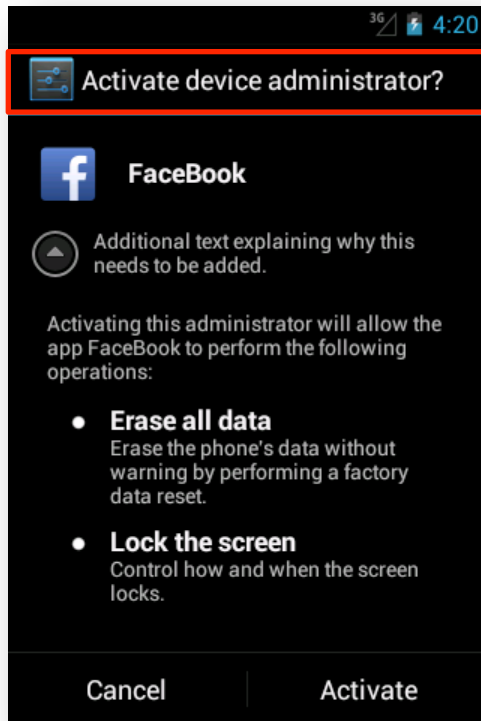 3G 4:20
Activate device administrator?
FaceBook
Additional text explaining why this
needs to be added.
Activating this administrator will allow the
app FaceBook to perform the following
operations:
Erase all data
Erase the phone's data without
warning by performing a factory
data reset.
Lock the screen
Control how and when the screen
locks.
Cancel Activate